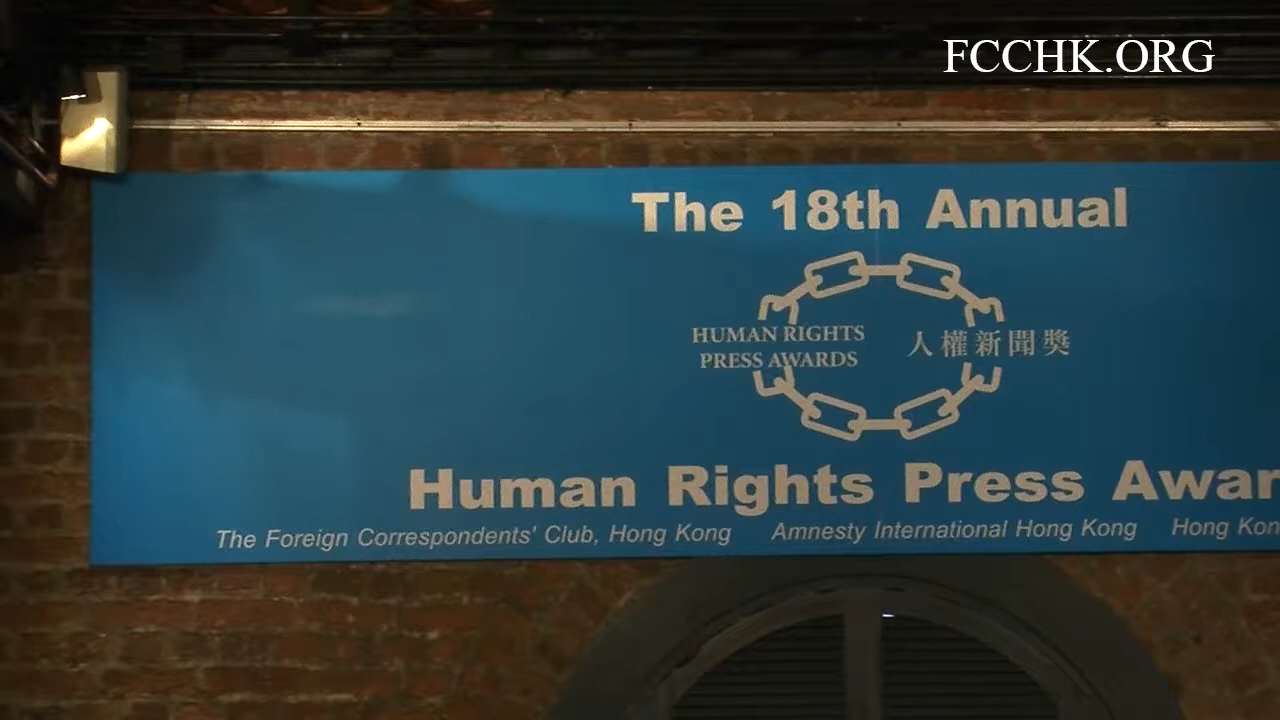 FCCHK.ORG
The 18th Annual
HUMAN RIGHTS
PRESS AWARDS
人權新聞獎
Human Rights Press Awar
The Foreign Correspondents' Club, Hong Kong Amnesty International Hong Kong Hong Kon